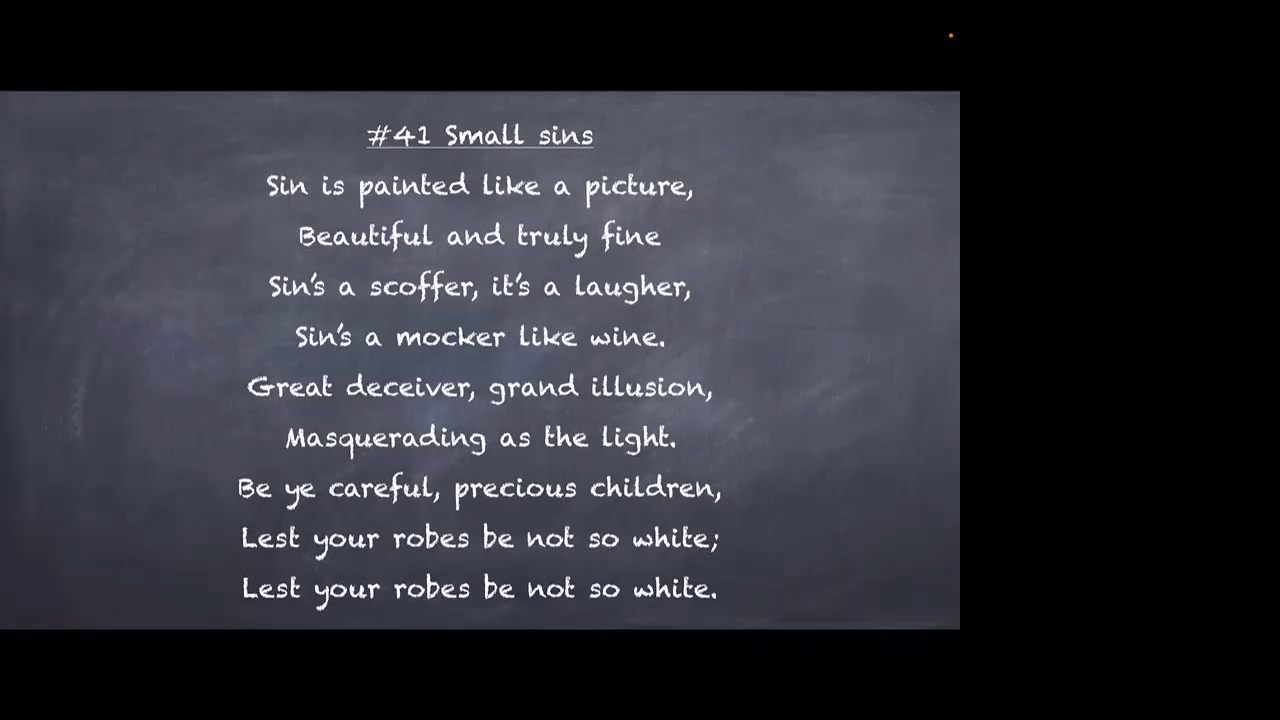 #41 Small sins
Sin is painted like a picture,
Beautiful and truly fine
Sin's a scoffer, it's a laugher,
Sin's a mocker like wine.
Great deceiver, grand illusion,
Masquerading as the light.
Be ye careful, precious children,
Lest your robes be not so white;
Lest your robes be not so white.